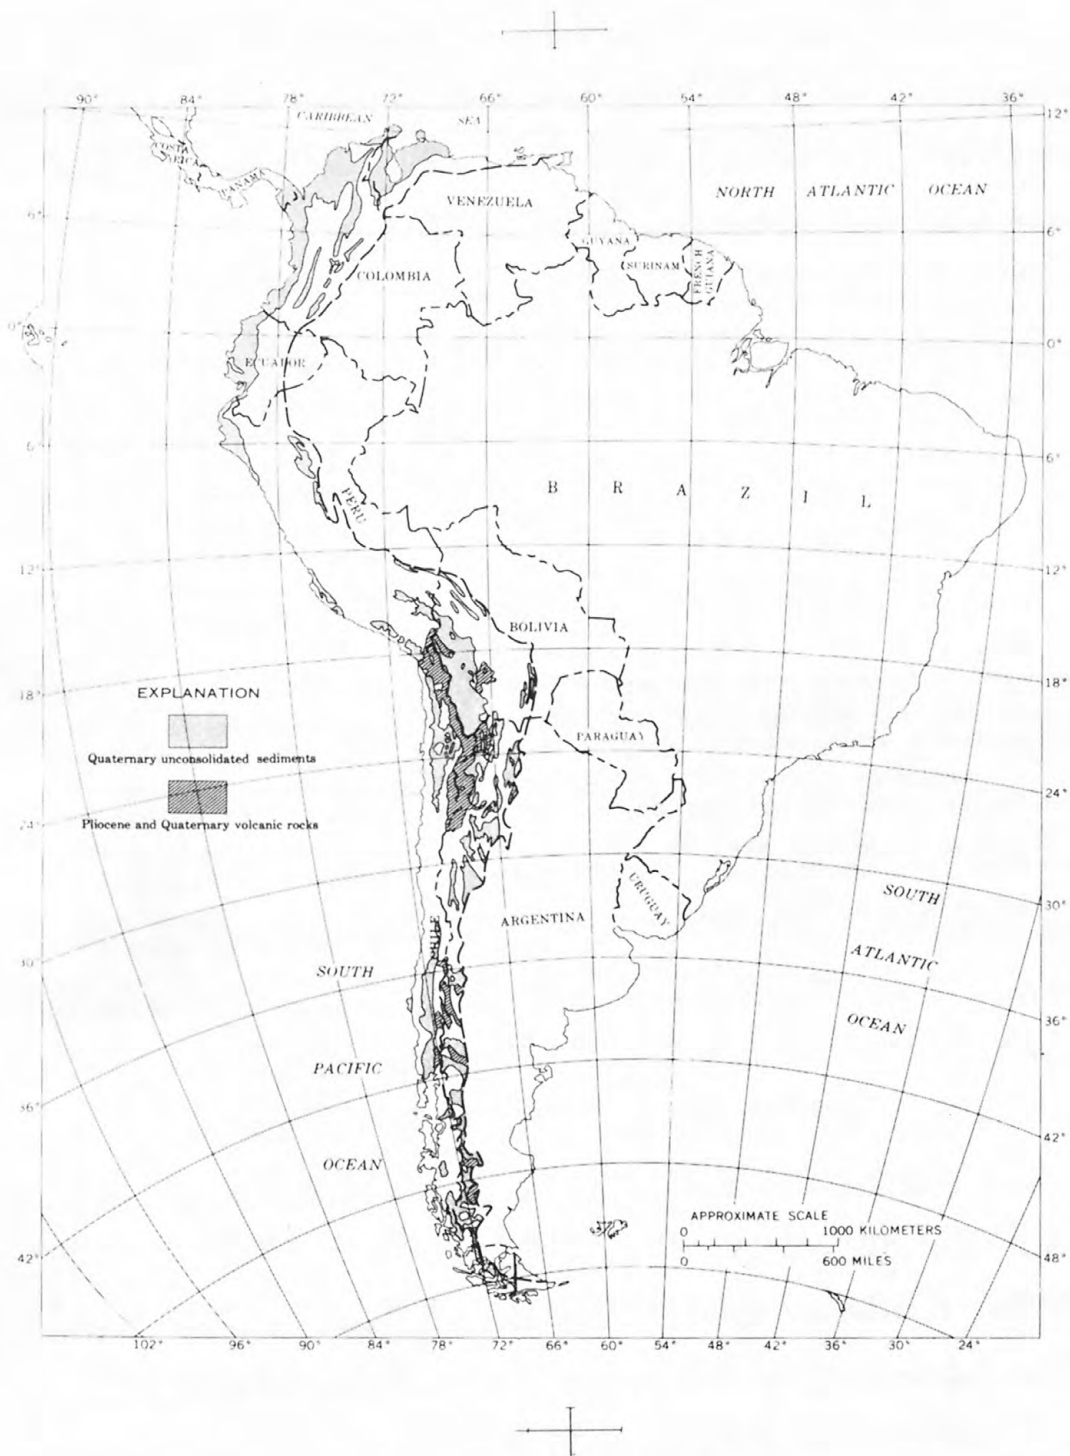 90° 84° 78° 72° 66° 60° 54° 48° 42° 36°
12°
CARIBBEAN SEA
COSTA RICA
PANAMA
VENEZUELA
NORTH ATLANTIC OCEAN
6°
6°
GUYANA
SURINAM
FRENCH GUIANA
COLOMBIA
0°
0°
ECUADOR
6°
6°
PERU
B R A Z I L
12°
12°
BOLIVIA
18°
18°
EXPLANATION
Quaternary unconsolidated sediments
Pliocene and Quaternary volcanic rocks
PARAGUAY
24°
24°
URUGUAY
ARGENTINA
CHILE
30°
30°
SOUTH
ATLANTIC
OCEAN
SOUTH
PACIFIC
OCEAN
36°
36°
42°
42°
APPROXIMATE SCALE
0 1000 KILOMETERS
0 600 MILES
48°
102° 96° 90° 84° 78° 72° 66° 60° 54° 48° 42° 36° 30° 24°